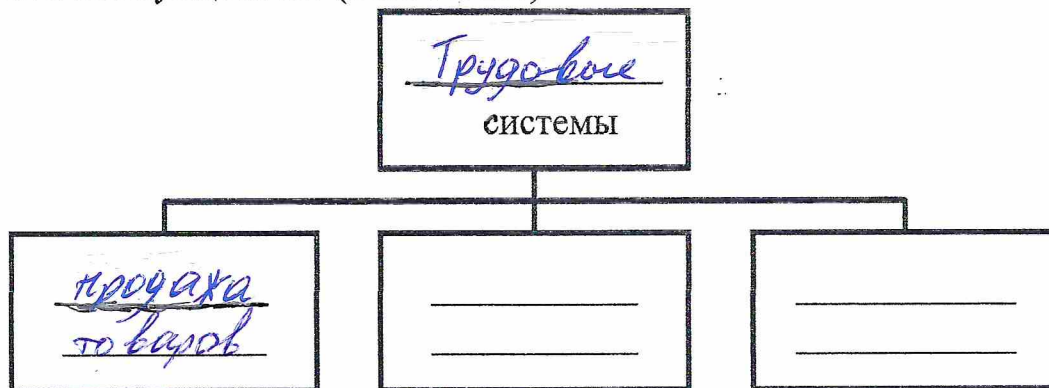 Трудовые
системы
продажа
товаров